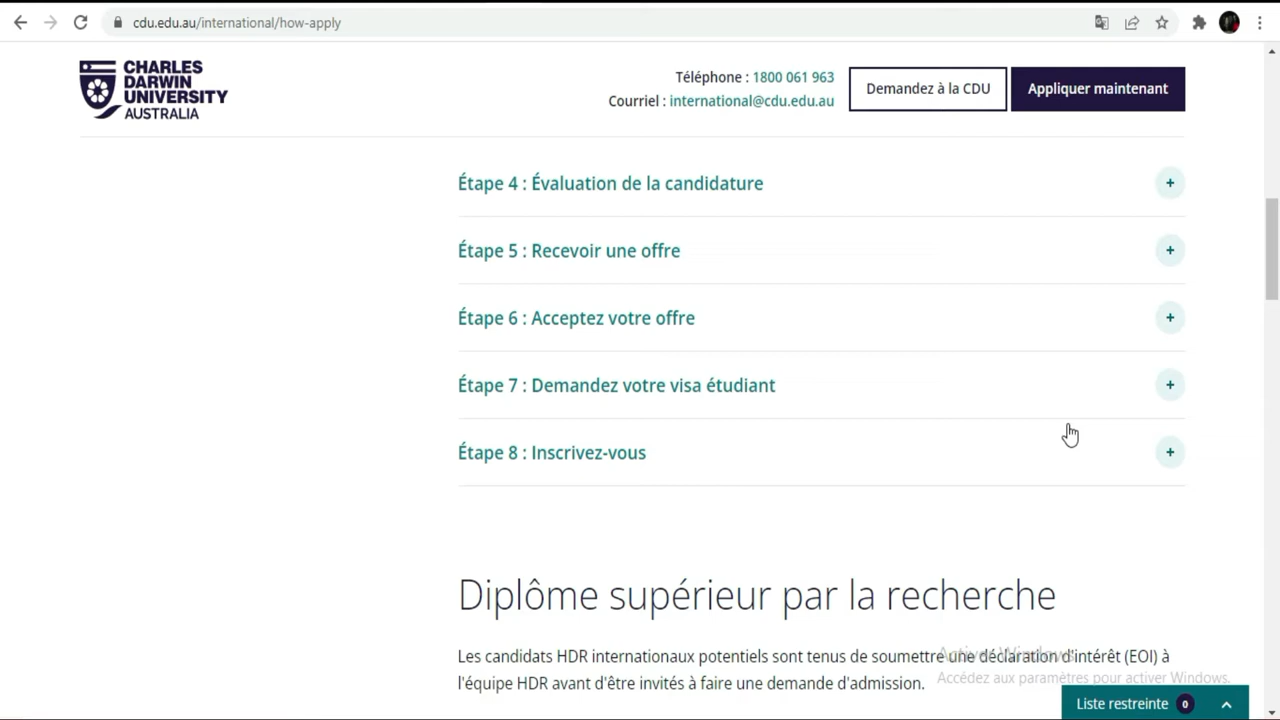 cdu.edu.au/international/how-apply
CHARLES
DARWIN
UNIVERSITY
AUSTRALIA
Téléphone : 1800 061 963
Courriel : international@cdu.edu.au
Demandez à la CDU
Appliquer maintenant
Étape 4 : Évaluation de la candidature
Étape 5 : Recevoir une offre
Étape 6 : Acceptez votre offre
Étape 7 : Demandez votre visa étudiant
Étape 8 : Inscrivez-vous
Diplôme supérieur par la recherche
Les candidats HDR internationaux potentiels sont tenus de soumettre une déclaration d'intérêt (EOI) à
l'équipe HDR avant d'être invités à faire une demande d'admission.
Activer Windows
Accédez aux paramètres pour activer Windows.
Liste restreinte 0